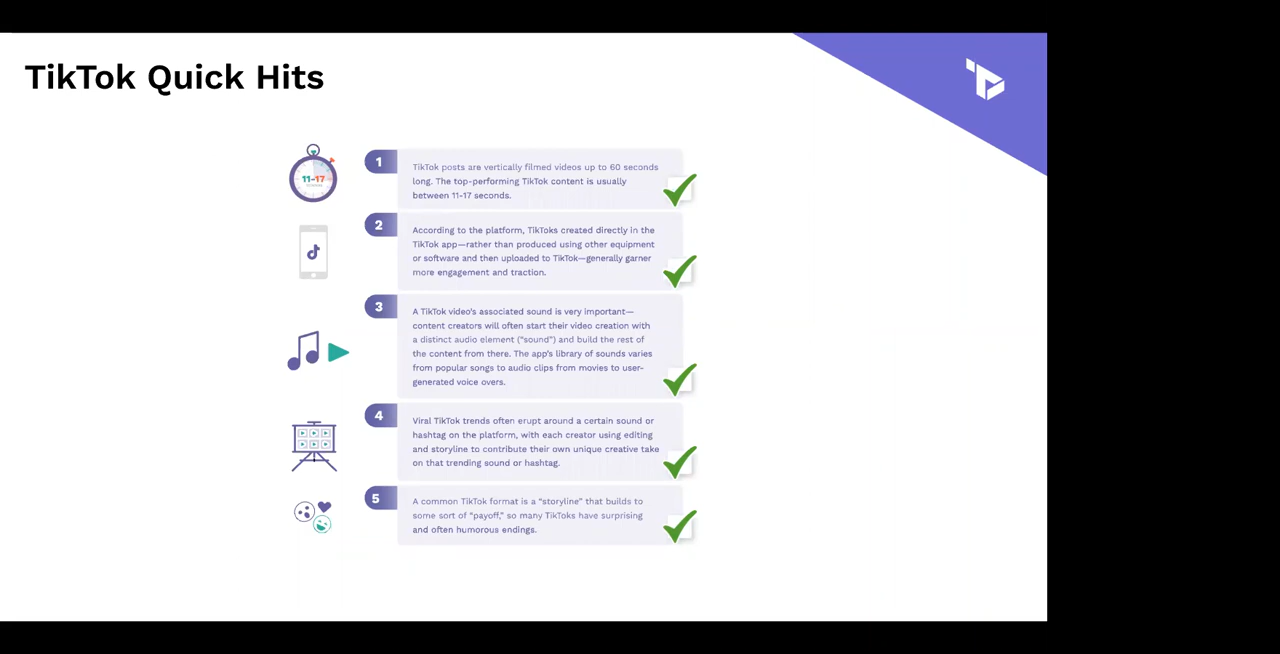 TikTok Quick Hits
11-17
1
TikTok posts are vertically filmed videos up to 60 seconds
long. The top-performing TikTok content is usually
between 11-17 seconds.
2
According to the platform, TikToks created directly in the
TikTok app—rather than produced using other equipment
or software and then uploaded to TikTok—generally garner
more engagement and traction.
3
A TikTok video's associated sound is very important—
content creators will often start their video creation with
a distinct audio element (“sound”) and build the rest of
the content from there. The app's library of sounds varies
from popular songs to audio clips from movies to user-
generated voice overs.
4
Viral TikTok trends often erupt around a certain sound or
hashtag on the platform, with each creator using editing
and storyline to contribute their own unique creative take
on that trending sound or hashtag.
5
A common TikTok format is a “storyline” that builds to
some sort of “payoff,” so many TikToks have surprising
and often humorous endings.